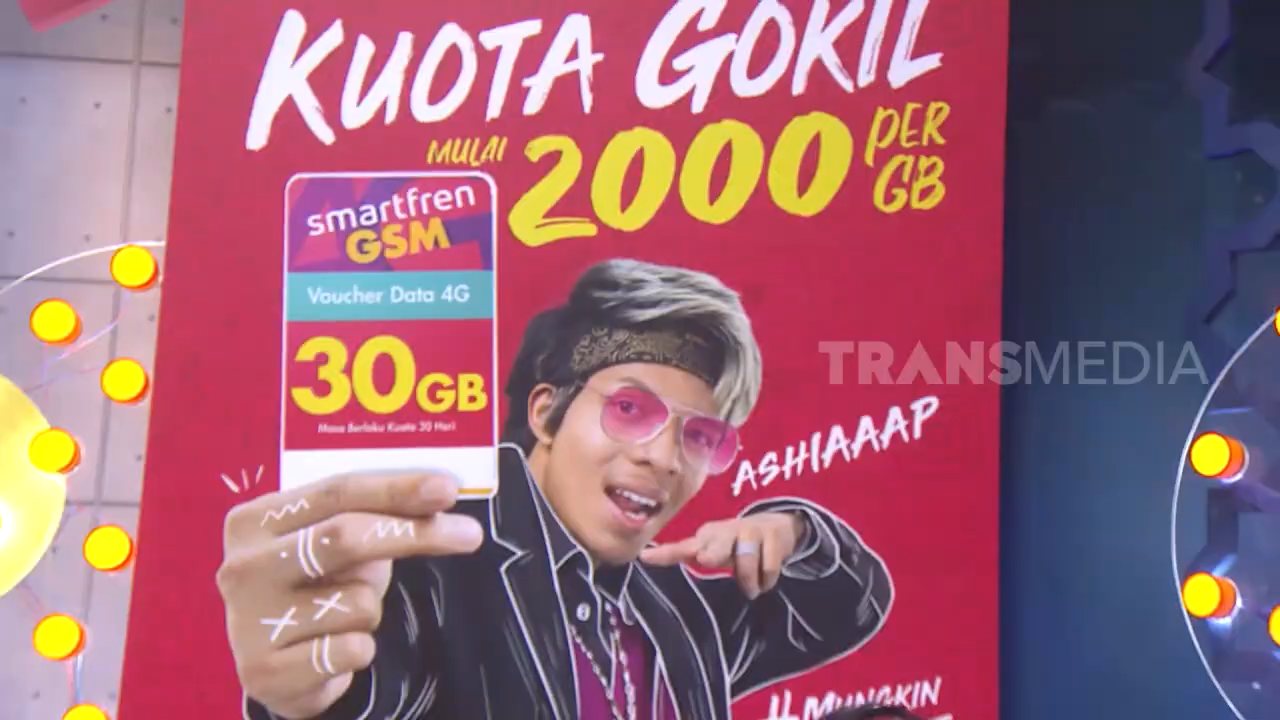 KUOTA GOKIL
MULAI 2000 PER GB
smartfren
GSM
Voucher Data 4G
30GB
Masa Berlaku Kuota 30 Hari
TRANSMEDIA
ASHIAAAP
#MUNGKIN